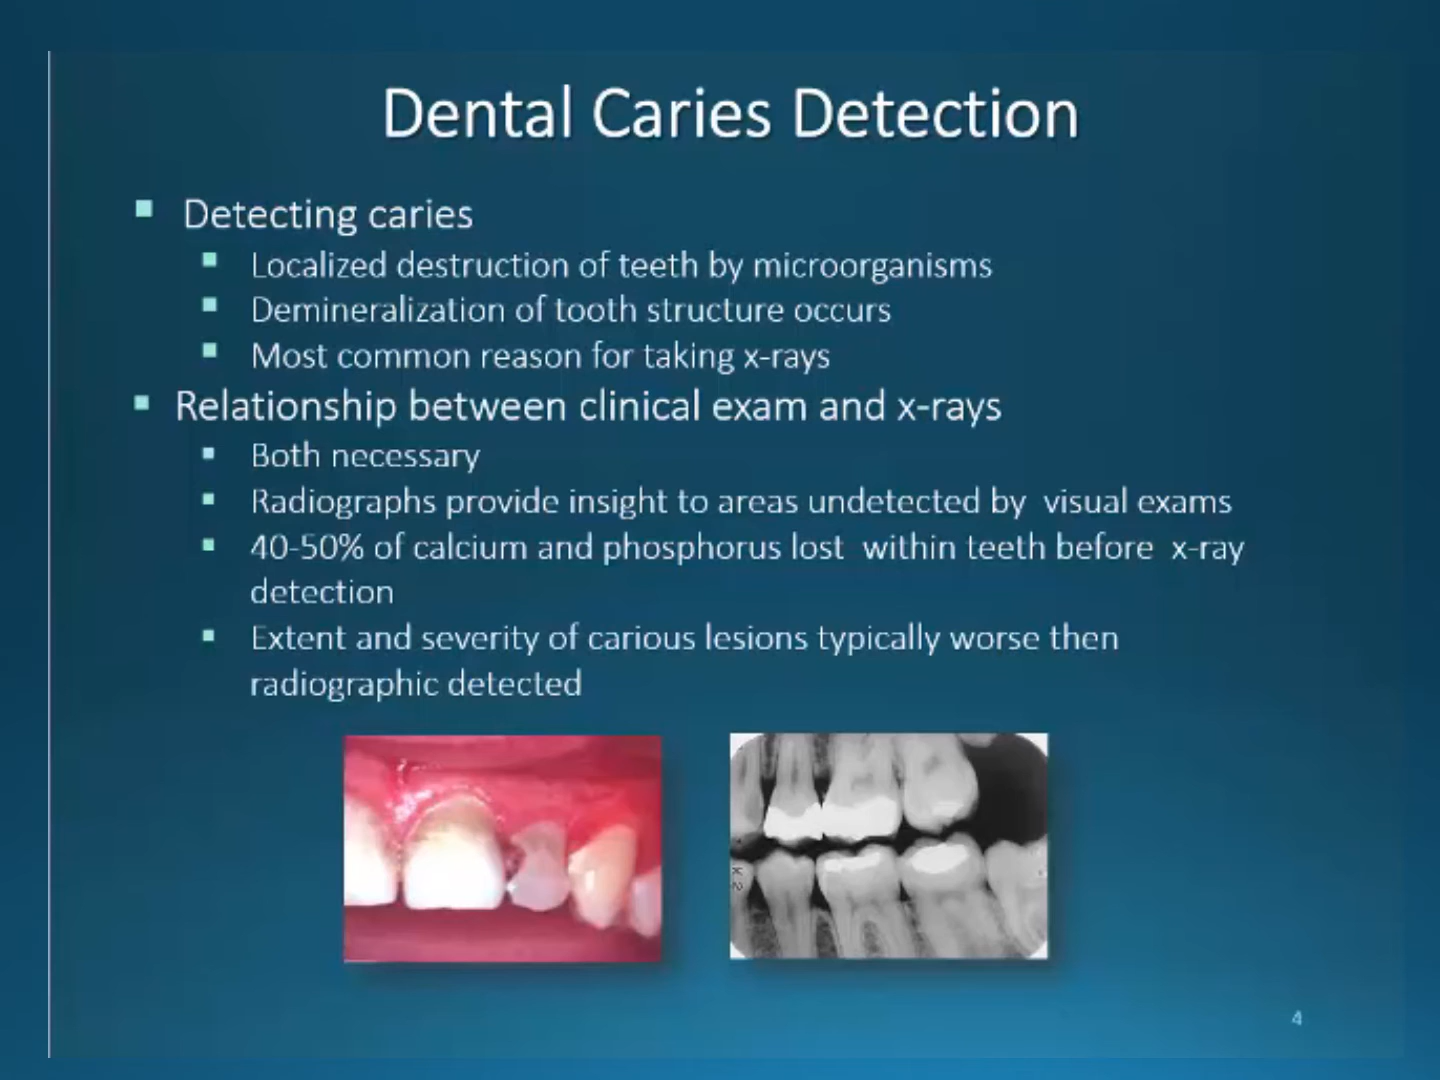 Dental Caries Detection
Detecting caries
Localized destruction of teeth by microorganisms
Demineralization of tooth structure occurs
Most common reason for taking x-rays
Relationship between clinical exam and x-rays
Both necessary
Radiographs provide insight to areas undetected by visual exams
40-50% of calcium and phosphorus lost within teeth before x-ray
detection
Extent and severity of carious lesions typically worse then
radiographic detected
K 2
4